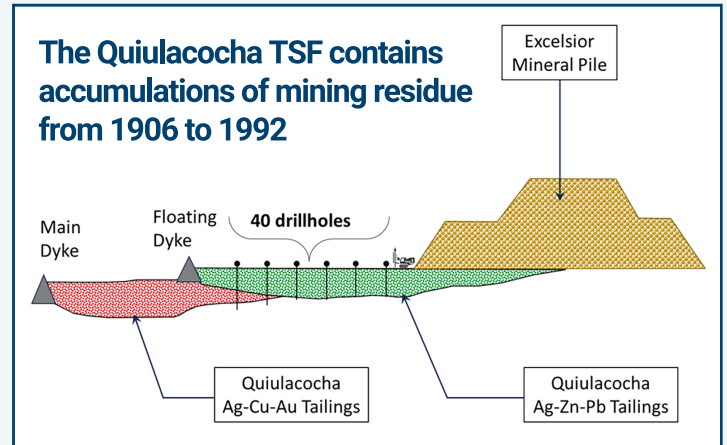 The Quiulacocha TSF contains
accumulations of mining residue
from 1906 to 1992
Excelsior
Mineral Pile
Main
Dyke
Floating
Dyke
40 drillholes
Quiulacocha
Ag-Cu-Au Tailings
Quiulacocha
Ag-Zn-Pb Tailings